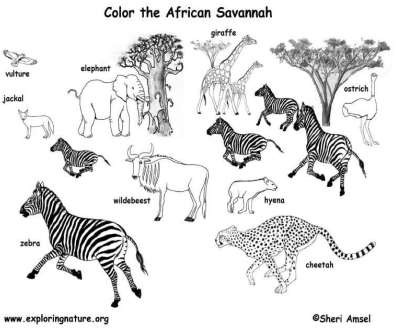 Color the African Savannah
giraffe
vulture
elephant
ostrich
jackal
wildebeest
hyena
zebra
cheetah
www.exploringnature.org
©Sheri Amsel